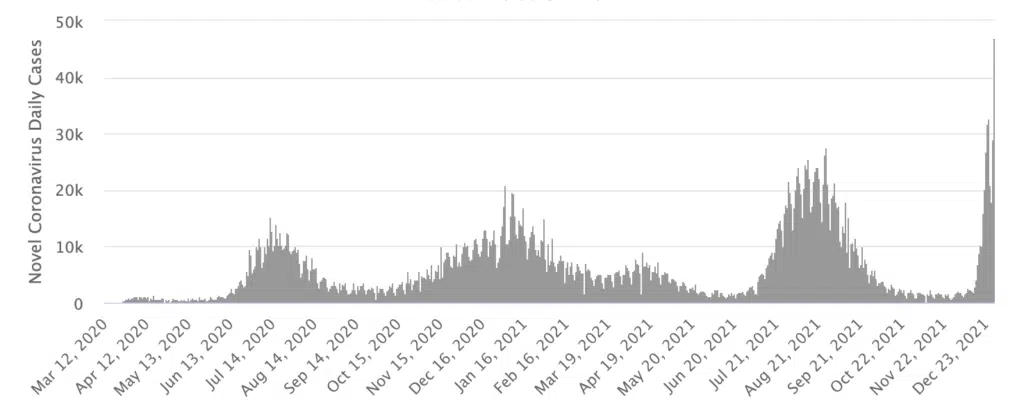 50k
40k
30k
20k
10k
0
Novel Coronavirus Daily Cases
Mar 12, 2020
Apr 12, 2020
May 13, 2020
Jun 13, 2020
Jul 14, 2020
Aug 14, 2020
Sep 14, 2020
Oct 15, 2020
Nov 15, 2020
Dec 16, 2020
Jan 16, 2021
Feb 16, 2021
Mar 19, 2021
Apr 19, 2021
May 20, 2021
Jun 20, 2021
Jul 21, 2021
Aug 21, 2021
Sep 21, 2021
Oct 22, 2021
Nov 22, 2021
Dec 23, 2021